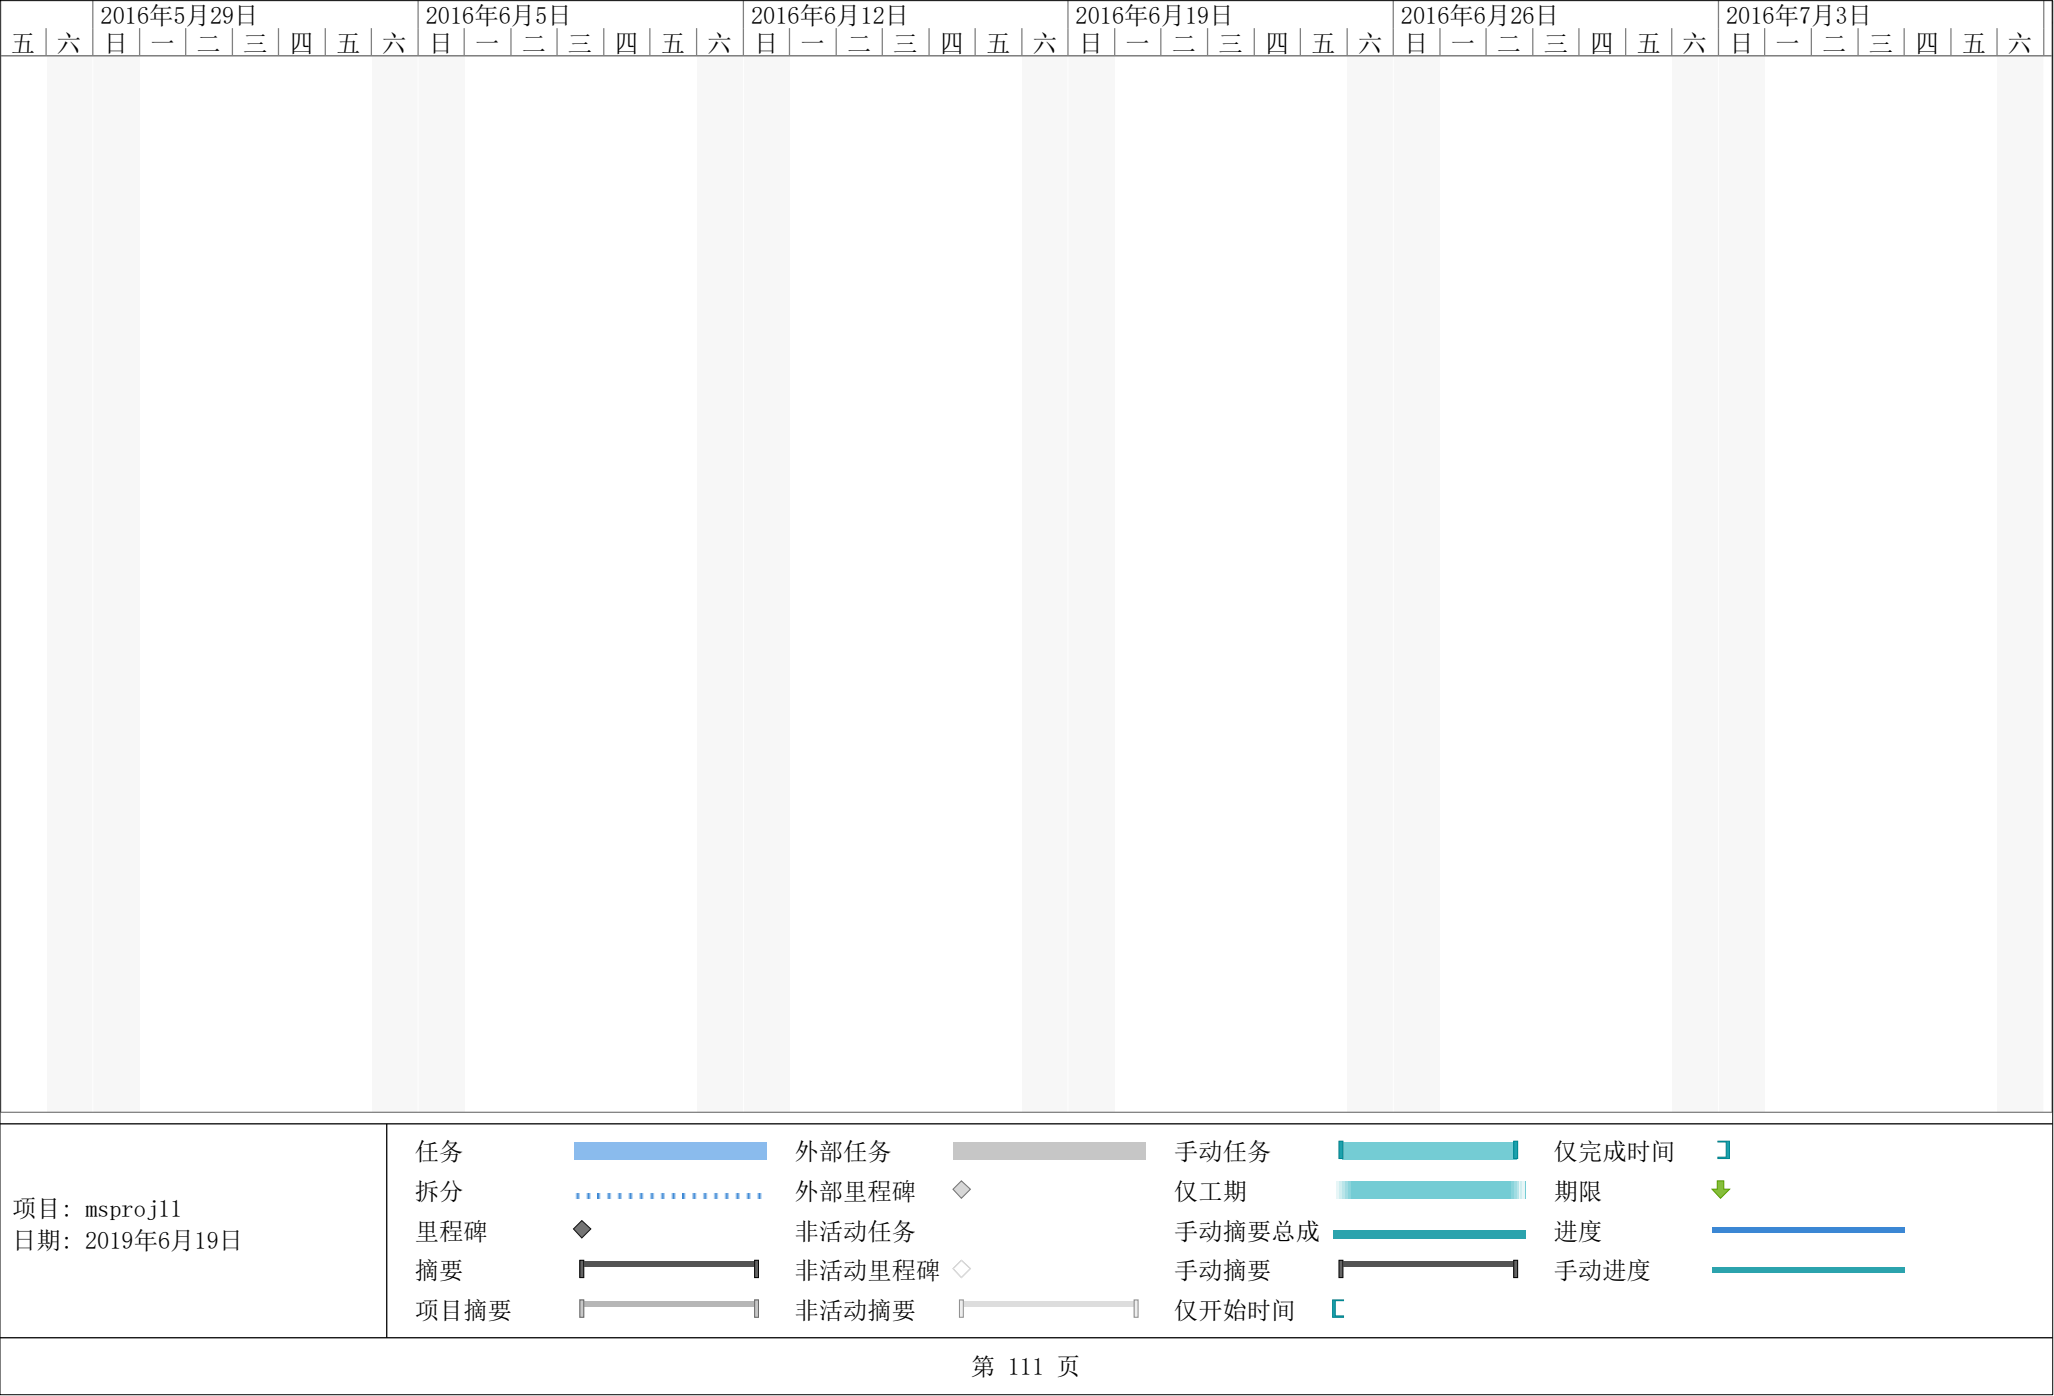 2016年5月29日 2016年6月5日 2016年6月12日 2016年6月19日 2016年6月26日 2016年7月3日
五 六 日 一 二 三 四 五 六 日 一 二 三 四 五 六 日 一 二 三 四 五 六 日 一 二 三 四 五 六 日 一 二 三 四 五 六 日 一 二 三 四 五 六
项目: msproj11
日期: 2019年6月19日
任务
拆分
里程碑
摘要
项目摘要
外部任务
外部里程碑
非活动任务
非活动里程碑
非活动摘要
手动任务
仅工期
手动摘要总成
手动摘要
仅开始时间
仅完成时间
期限
进度
手动进度
第 111 页